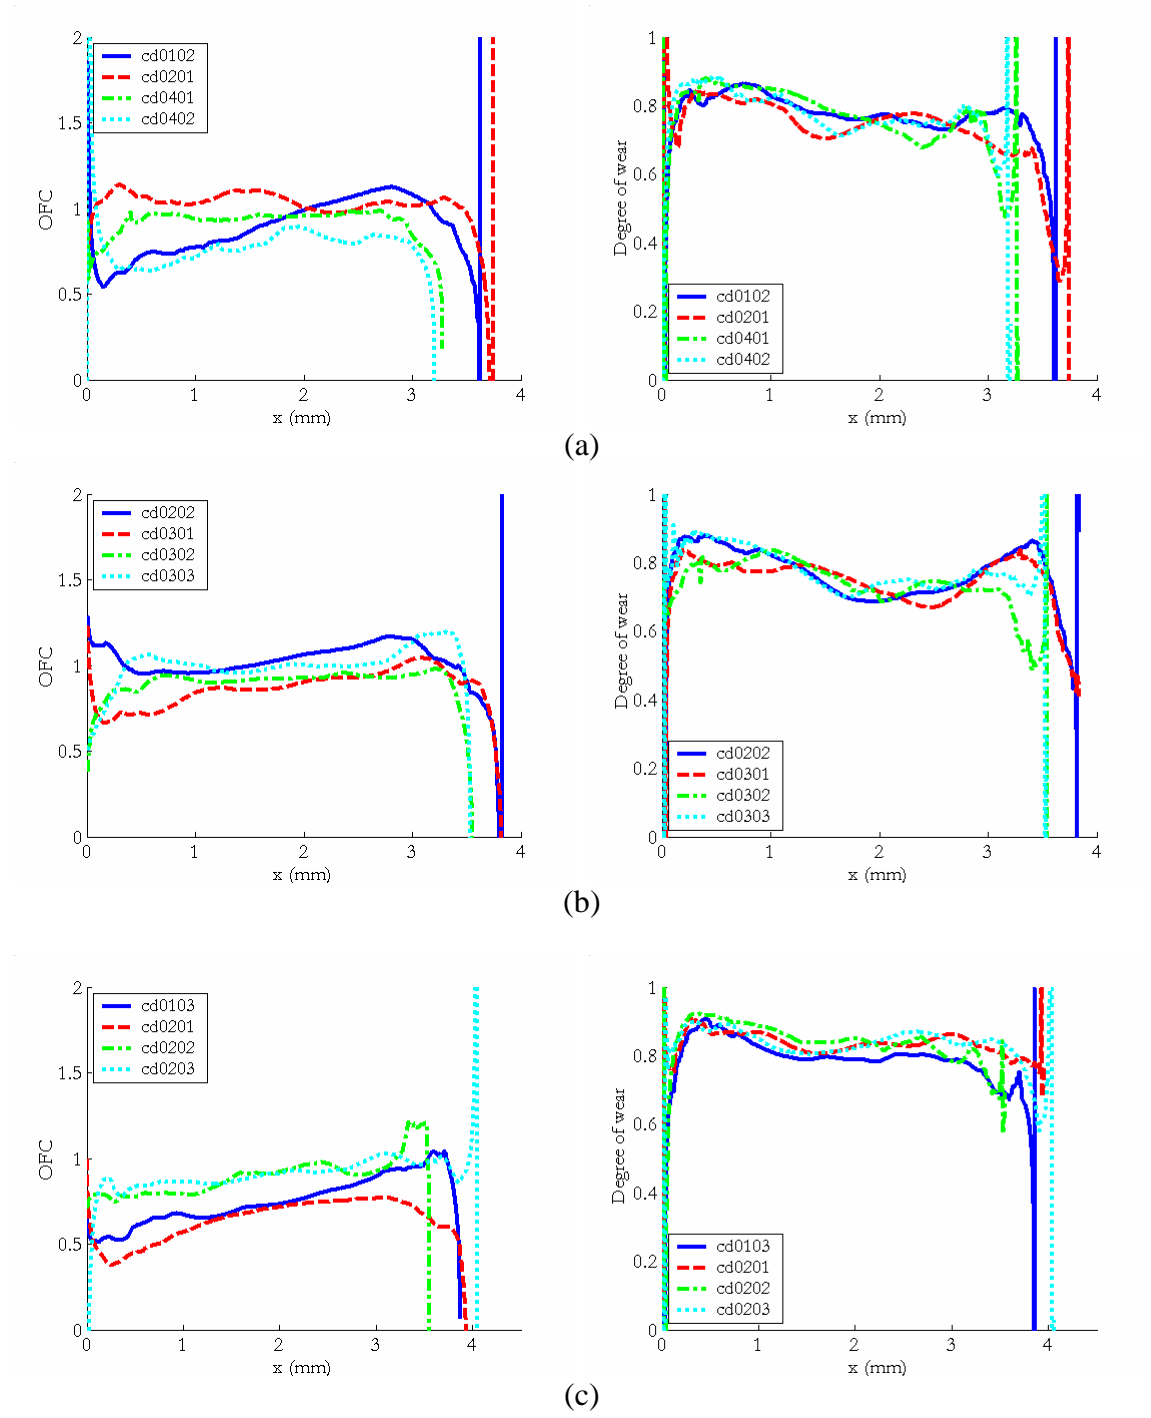 2
1.5
1
0.5
0
OFC
cd0102
cd0201
cd0401
cd0402
0 1 2 3 4
x (mm)
1
0.8
0.6
0.4
0.2
0
Degree of wear
cd0102
cd0201
cd0401
cd0402
0 1 2 3 4
x (mm)
(a)
2
1.5
1
0.5
0
OFC
cd0202
cd0301
cd0302
cd0303
0 1 2 3 4
x (mm)
1
0.8
0.6
0.4
0.2
0
Degree of wear
cd0202
cd0301
cd0302
cd0303
0 1 2 3 4
x (mm)
(b)
2
1.5
1
0.5
0
OFC
cd0103
cd0201
cd0202
cd0203
0 1 2 3 4
x (mm)
1
0.8
0.6
0.4
0.2
0
Degree of wear
cd0103
cd0201
cd0202
cd0203
0 1 2 3 4
x (mm)
(c)